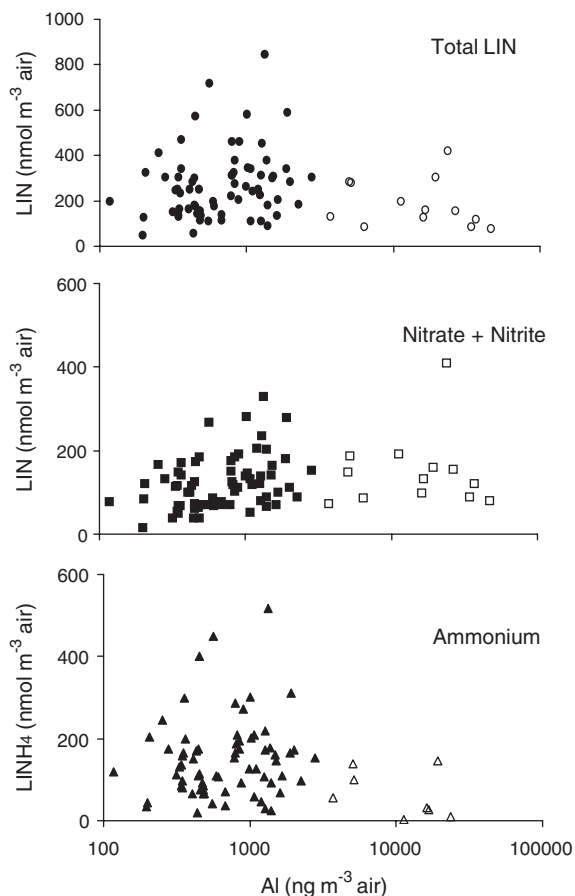 Total LIN
LIN (nmol m⁻³ air)
1000
800
600
400
200
0
Nitrate + Nitrite
LIN (nmol m⁻³ air)
600
400
200
0
Ammonium
LINH₄ (nmol m⁻³ air)
600
400
200
0
100 1000 10000 100000
Al (ng m⁻³ air)